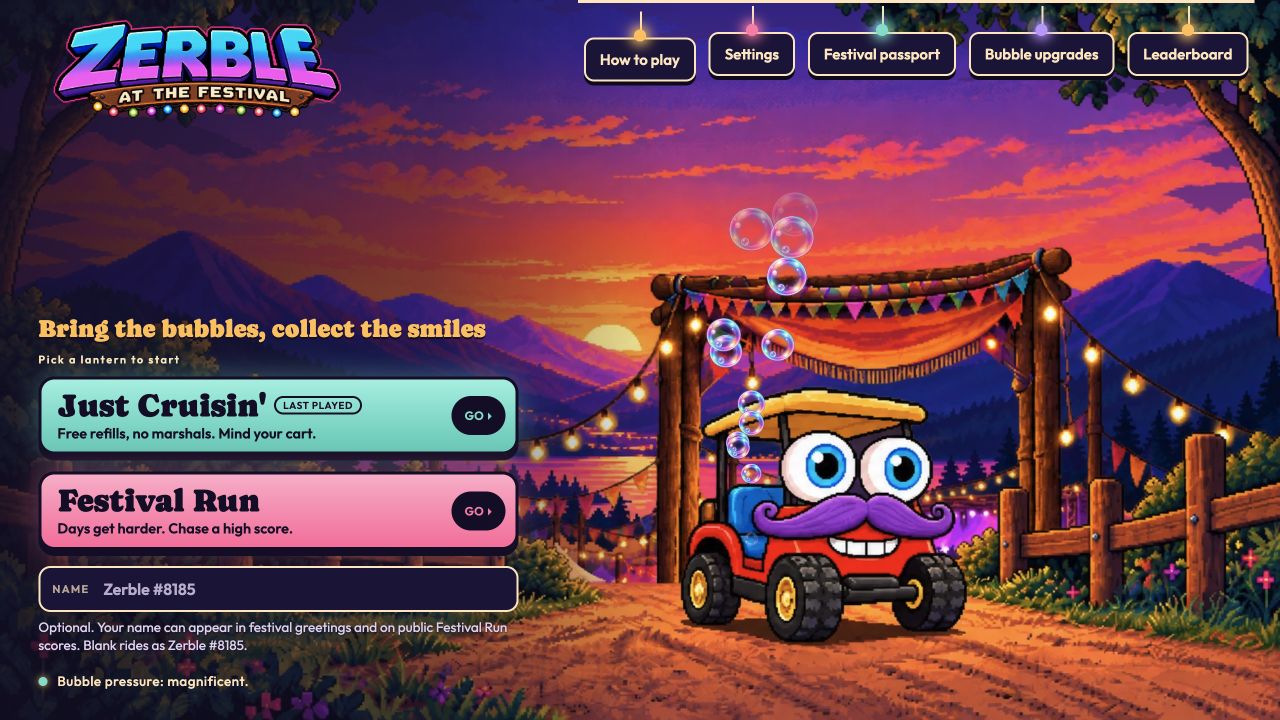 ZERBLE
AT THE FESTIVAL
How to play
Settings
Festival passport
Bubble upgrades
Leaderboard
Bring the bubbles, collect the smiles
Pick a lantern to start
Just Cruisin' LAST PLAYED
Free refills, no marshals. Mind your cart.
GO
Festival Run
Days get harder. Chase a high score.
GO
NAME Zerble #8185
Optional. Your name can appear in festival greetings and on public Festival Run
scores. Blank rides as Zerble #8185.
Bubble pressure: magnificent.